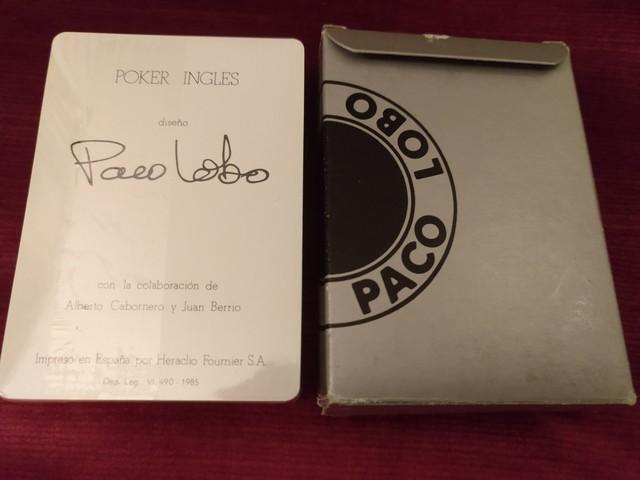 POKER INGLES
diseño
Paco Lobo
con la colaboración de
Alberto Cabornero y Juan Berrio
Impreso en España por Heraclio Fournier S.A.
Dep. Leg. VI. 490 - 1985
PACO LOBO
LOBO